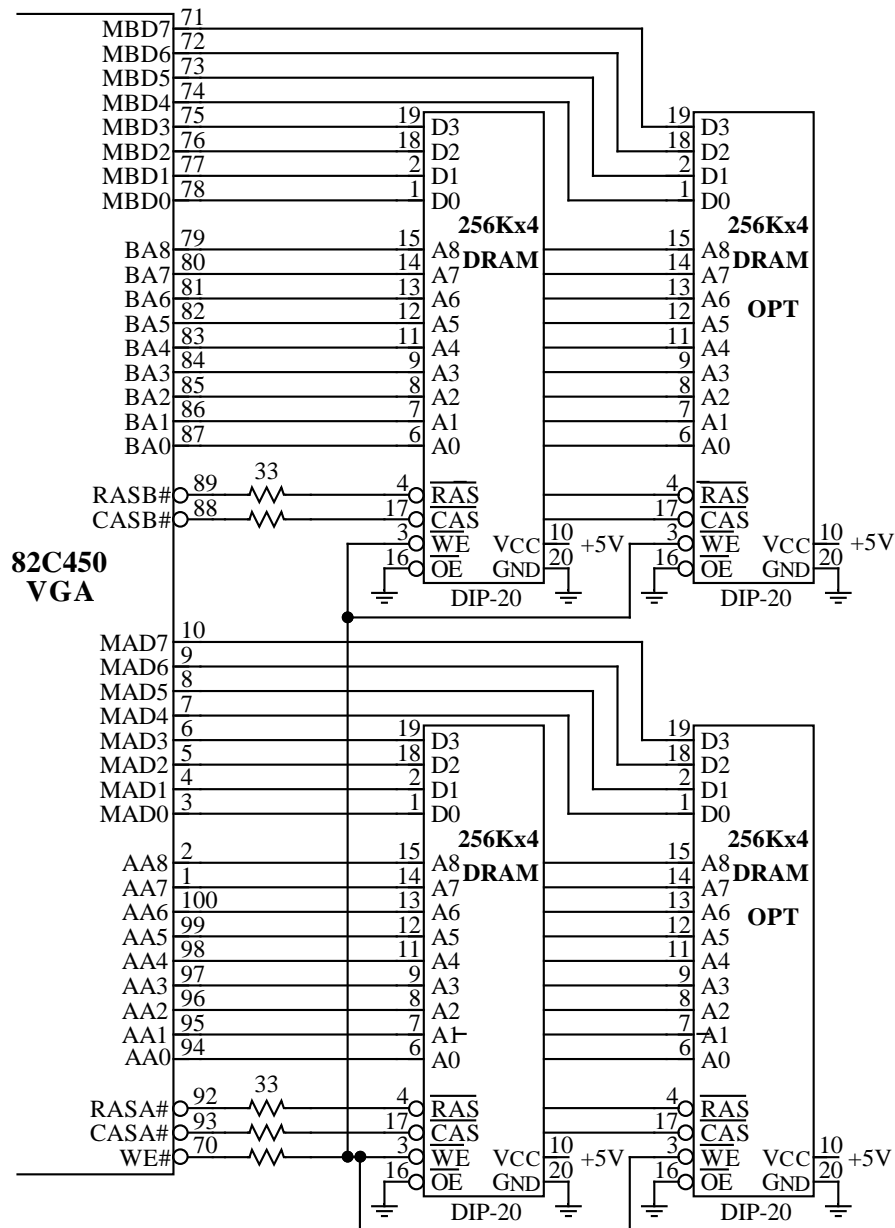 MBD7 71
MBD6 72
MBD5 73
MBD4 74
MBD3 75 19 D3 19 D3
MBD2 76 18 D2 18 D2
MBD1 77 2 D1 2 D1
MBD0 78 1 D0 1 D0
256Kx4 256Kx4
BA8 79 15 A8 DRAM 15 A8 DRAM
BA7 80 14 A7 14 A7
BA6 81 13 A6 13 A6 OPT
BA5 82 12 A5 12 A5
BA4 83 11 A4 11 A4
BA3 84 9 A3 9 A3
BA2 85 8 A2 8 A2
BA1 86 7 A1 7 A1
BA0 87 6 A0 6 A0
33
RASB# 89 4 RAS 4 RAS
CASB# 88 17 CAS 17 CAS
3 WE VCC 10 +5V 3 WE VCC 10 +5V
16 OE GND 20 16 OE GND 20
DIP-20 DIP-20
82C450
VGA
MAD7 10
MAD6 9
MAD5 8
MAD4 7
MAD3 6 19 D3 19 D3
MAD2 5 18 D2 18 D2
MAD1 4 2 D1 2 D1
MAD0 3 1 D0 1 D0
256Kx4 256Kx4
AA8 2 15 A8 DRAM 15 A8 DRAM
AA7 1 14 A7 14 A7
AA6 100 13 A6 13 A6 OPT
AA5 99 12 A5 12 A5
AA4 98 11 A4 11 A4
AA3 97 9 A3 9 A3
AA2 96 8 A2 8 A2
AA1 95 7 A1 7 A1
AA0 94 6 A0 6 A0
33
RASA# 92 4 RAS 4 RAS
CASA# 93 17 CAS 17 CAS
WE# 70 3 WE VCC 10 +5V 3 WE VCC 10 +5V
16 OE GND 20 16 OE GND 20
DIP-20 DIP-20